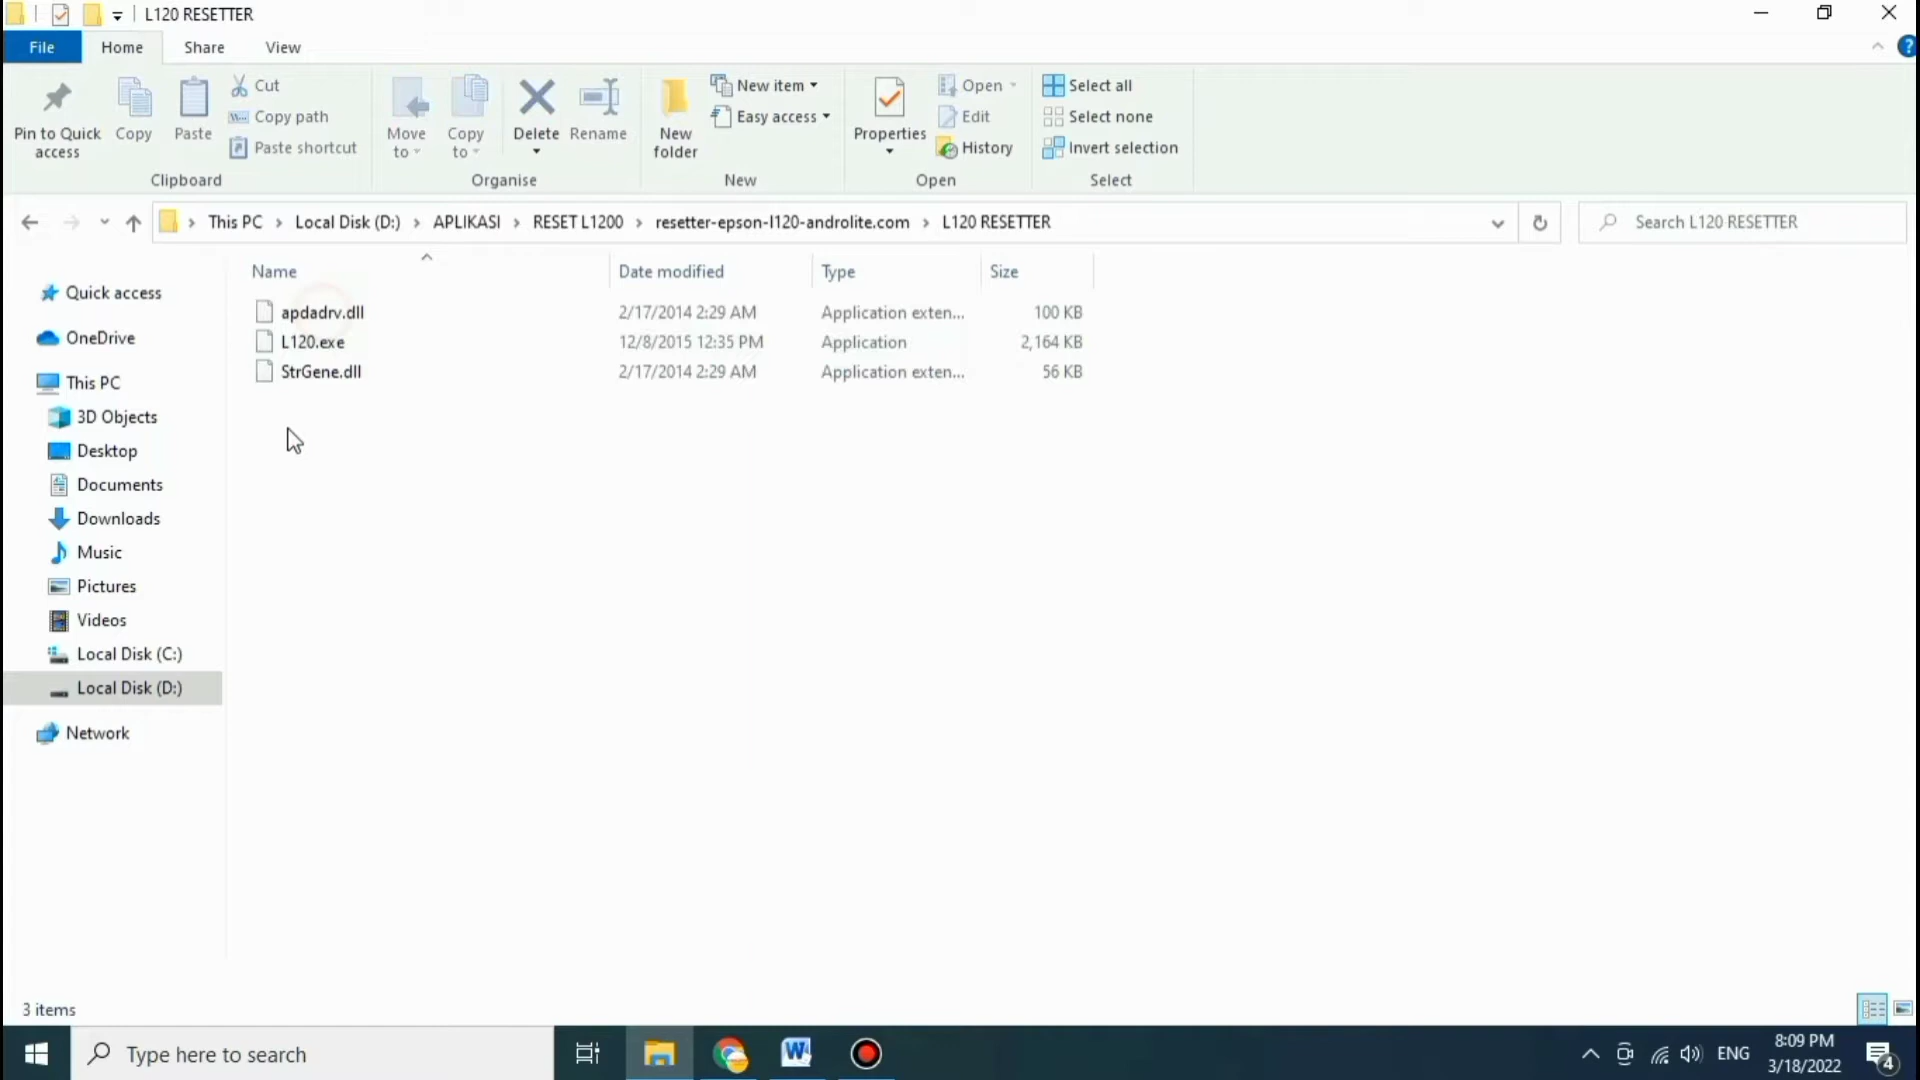 L120 RESETTER
File Home Share View
Pin to Quick access
Copy
Paste
Cut
Copy path
Paste shortcut
Clipboard
Move to
Copy to
Delete
Rename
Organise
New folder
New item
Easy access
New
Properties
Open
Edit
History
Open
Select all
Select none
Invert selection
Select
This PC > Local Disk (D:) > APLIKASI > RESET L1200 > resetter-epson-l120-androlite.com > L120 RESETTER
Search L120 RESETTER
Name Date modified Type Size
apdadrv.dll 2/17/2014 2:29 AM Application exten... 100 KB
L120.exe 12/8/2015 12:35 PM Application 2,164 KB
StrGene.dll 2/17/2014 2:29 AM Application exten... 56 KB
Quick access
OneDrive
This PC
3D Objects
Desktop
Documents
Downloads
Music
Pictures
Videos
Local Disk (C:)
Local Disk (D:)
Network
3 items
Type here to search
ENG
8:09 PM
3/18/2022
4